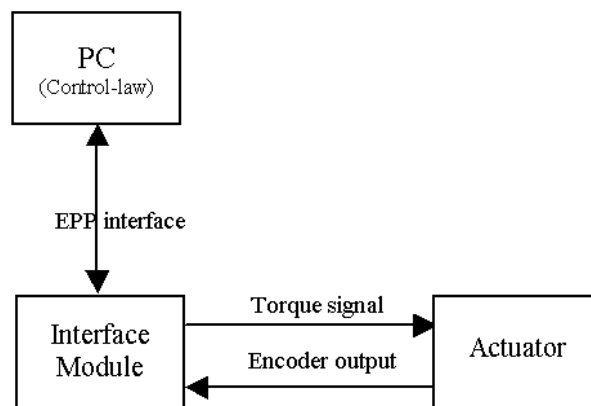 PC
(Control-law)
EPP interface
Torque signal
Interface
Module
Encoder output
Actuator